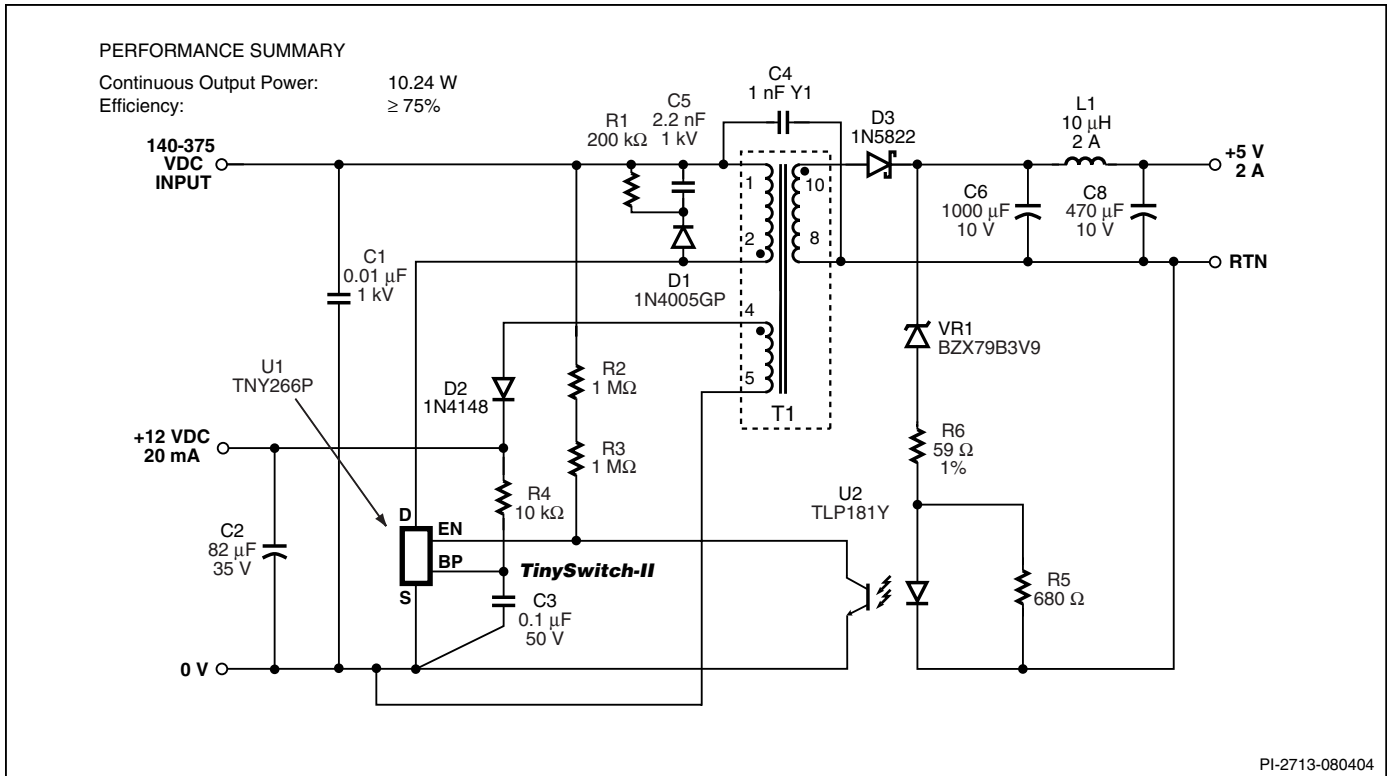 PERFORMANCE SUMMARY
Continuous Output Power: 10.24 W
Efficiency: ≥ 75%
140-375
VDC
INPUT
R1
200 kΩ
C5
2.2 nF
1 kV
C4
1 nF Y1
D3
1N5822
L1
10 μH
2 A
+5 V
2 A
1
2
10
8
C6
1000 μF
10 V
C8
470 μF
10 V
RTN
C1
0.01 μF
1 kV
D1
1N4005GP
4
5
T1
VR1
BZX79B3V9
U1
TNY266P
D2
1N4148
R2
1 MΩ
+12 VDC
20 mA
R3
1 MΩ
R6
59 Ω
1%
R4
10 kΩ
U2
TLP181Y
C2
82 μF
35 V
D
EN
BP
S
TinySwitch-II
C3
0.1 μF
50 V
R5
680 Ω
0 V
PI-2713-080404